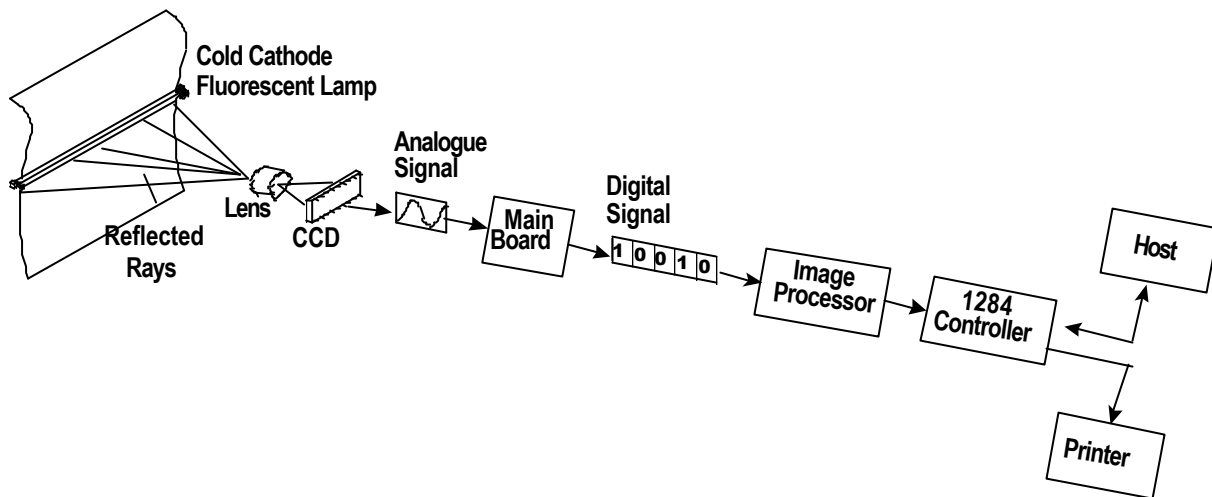 Cold Cathode
Fluorescent Lamp
Reflected
Rays
Lens
CCD
Analogue
Signal
Main
Board
Digital
Signal
1 0 0 1 0
Image
Processor
1284
Controller
Host
Printer